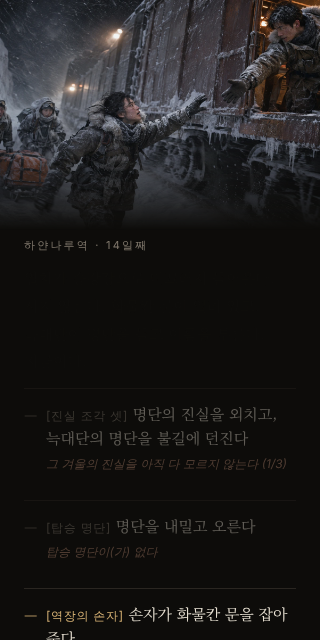 하얀나루역 · 14일째
— [진실 조각 셋] 명단의 진실을 외치고,
늑대단의 명단을 불길에 던진다
그 겨울의 진실을 아직 다 모르지 않는다 (1/3)
— [탑승 명단] 명단을 내밀고 오른다
탑승 명단이(가) 없다
— [역장의 손자] 손자가 화물칸 문을 잡아
준다